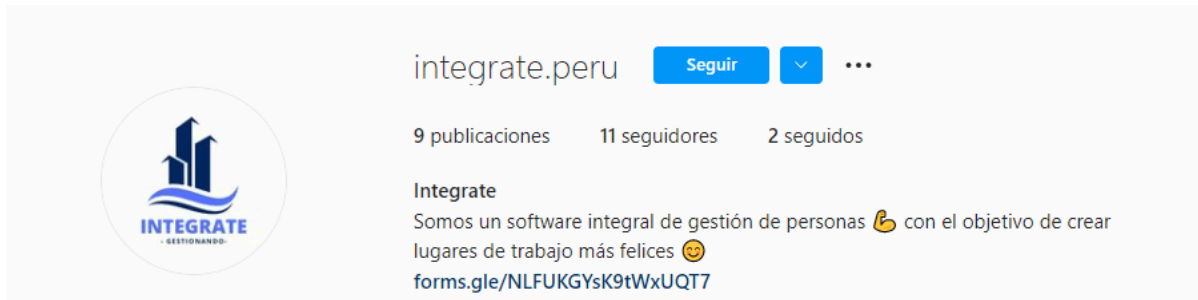 integrate.peru Seguir
9 publicaciones 11 seguidores 2 seguidos
Integrate
Somos un software integral de gestión de personas 💪 con el objetivo de crear
lugares de trabajo más felices 😊
forms.gle/NLFUKGYsK9tWxUQT7
INTEGRATE
- GESTIONANDO-